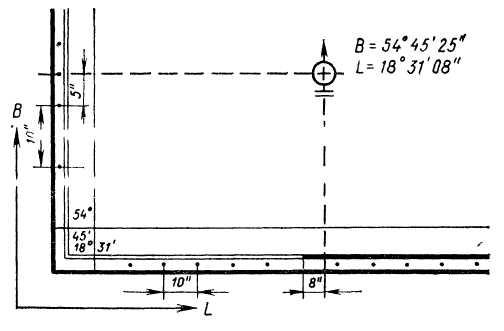 B = 54° 45' 25"
L = 18° 31' 08"
5"
B
10"
54°
45'
18° 31'
10"
8"
L